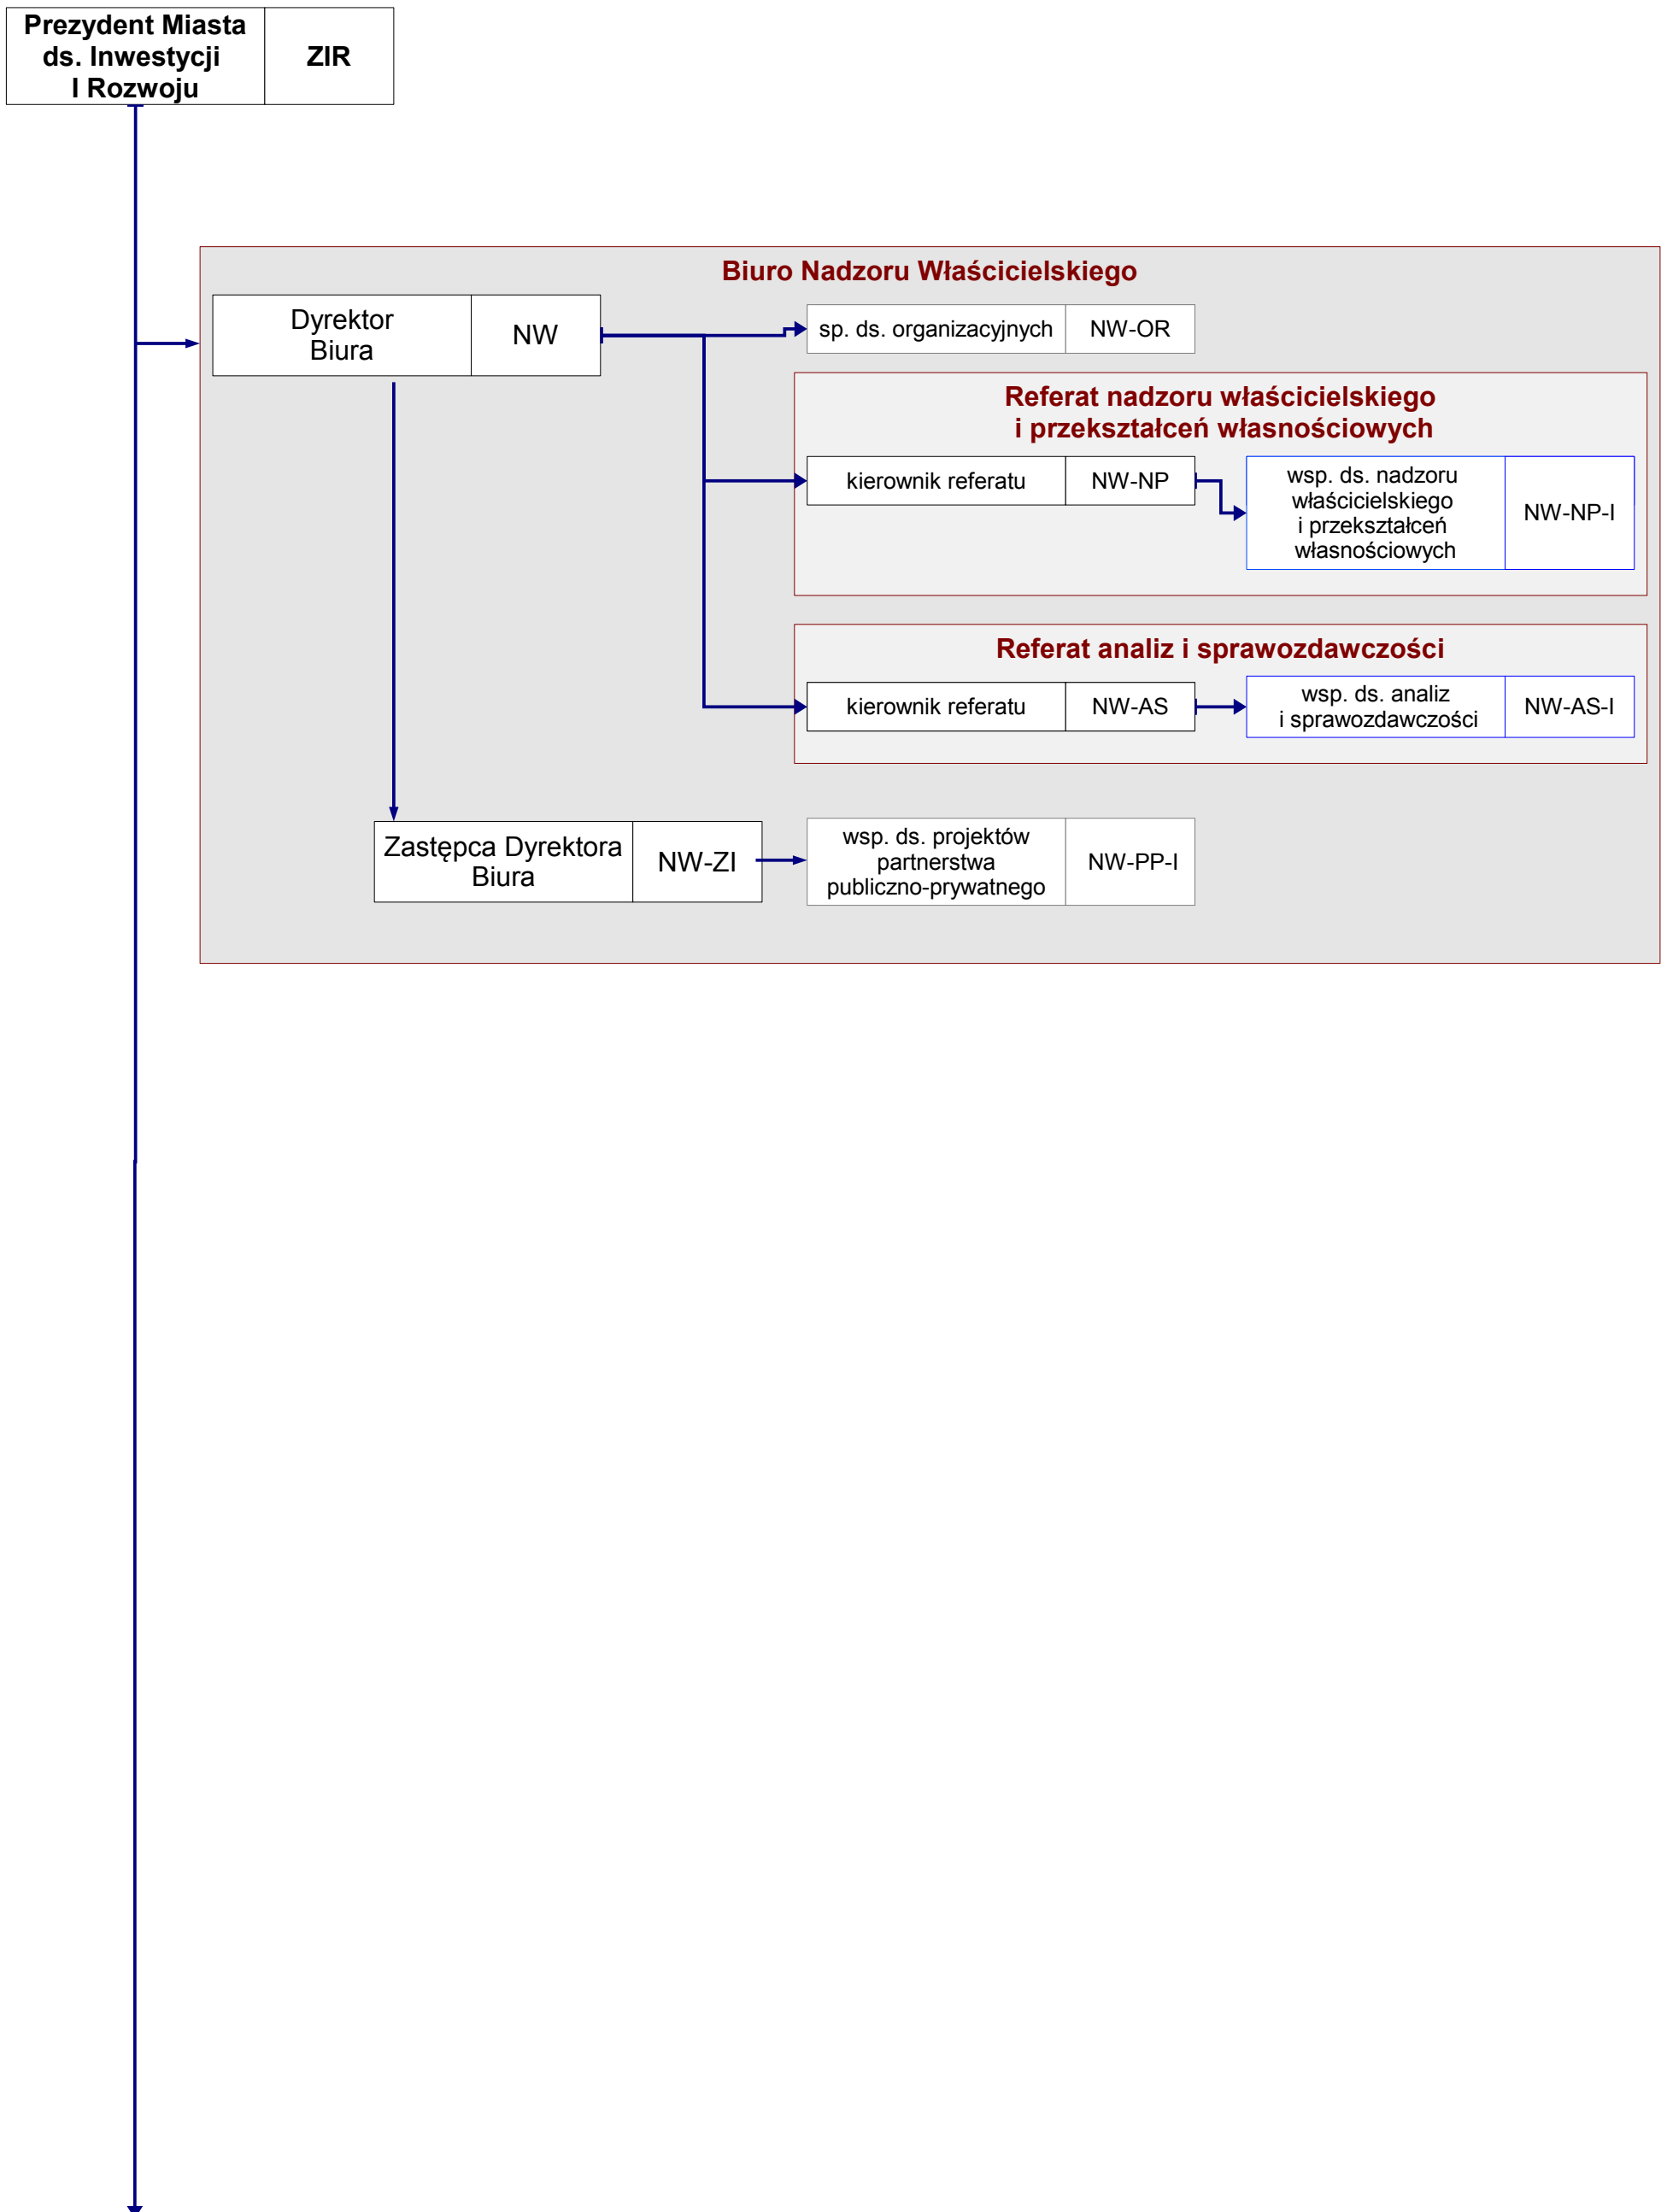 Prezydent Miasta
ds. Inwestycji
I Rozwoju
ZIR
Biuro Nadzoru Właścicielskiego
Dyrektor
Biura
NW
sp. ds. organizacyjnych
NW-OR
Referat nadzoru właścicielskiego
i przekształceń własnościowych
kierownik referatu
NW-NP
wsp. ds. nadzoru
właścicielskiego
i przekształceń
własnościowych
NW-NP-I
Referat analiz i sprawozdawczości
kierownik referatu
NW-AS
wsp. ds. analiz
i sprawozdawczości
NW-AS-I
Zastępca Dyrektora
Biura
NW-ZI
wsp. ds. projektów
partnerstwa
publiczno-prywatnego
NW-PP-I